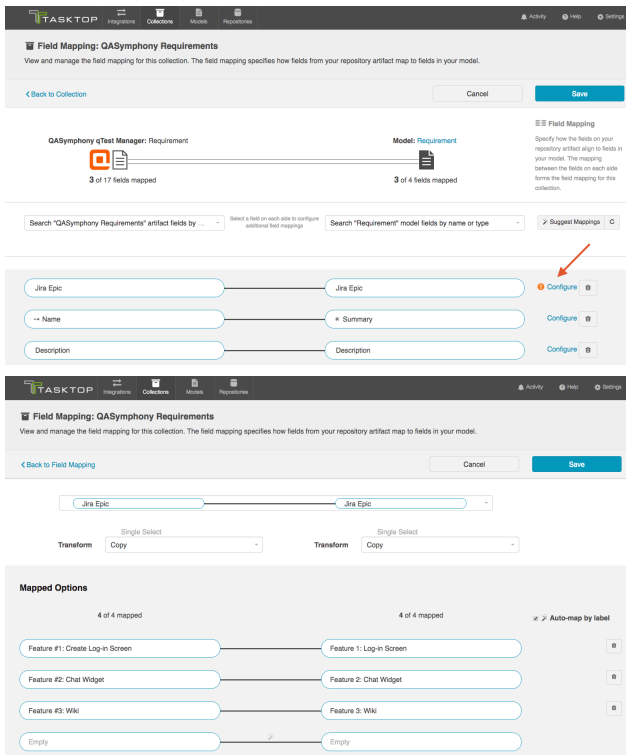 TASKTOP
Integrations
Collections
Models
Repositories
Activity
Help
Settings
Field Mapping: QASymphony Requirements
View and manage the field mapping for this collection. The field mapping specifies how fields from your repository artifact map to fields in your model.
Back to Collection
Cancel
Save
Field Mapping
Specify how the fields on your
repository artifact align to fields in
your model. The mapping
between the fields on each side
forms the field mapping for this
collection.
QASymphony qTest Manager: Requirement
Model: Requirement
3 of 17 fields mapped
3 of 4 fields mapped
Search "QASymphony Requirements" artifact fields by ...
Select a field on each side to configure
additional field mappings
Search "Requirement" model fields by name or type
Suggest Mappings
Jira Epic
Jira Epic
Configure
Name
Summary
Configure
Description
Description
Configure
TASKTOP
Integrations
Collections
Models
Repositories
Activity
Help
Settings
Field Mapping: QASymphony Requirements
View and manage the field mapping for this collection. The field mapping specifies how fields from your repository artifact map to fields in your model.
Back to Field Mapping
Cancel
Save
Jira Epic
Jira Epic
Single Select
Single Select
Transform
Copy
Transform
Copy
Mapped Options
4 of 4 mapped
4 of 4 mapped
Auto-map by label
Feature #1: Create Log-in Screen
Feature 1: Log-in Screen
Feature #2: Chat Widget
Feature 2: Chat Widget
Feature #3: Wiki
Feature 3: Wiki
Empty
Empty